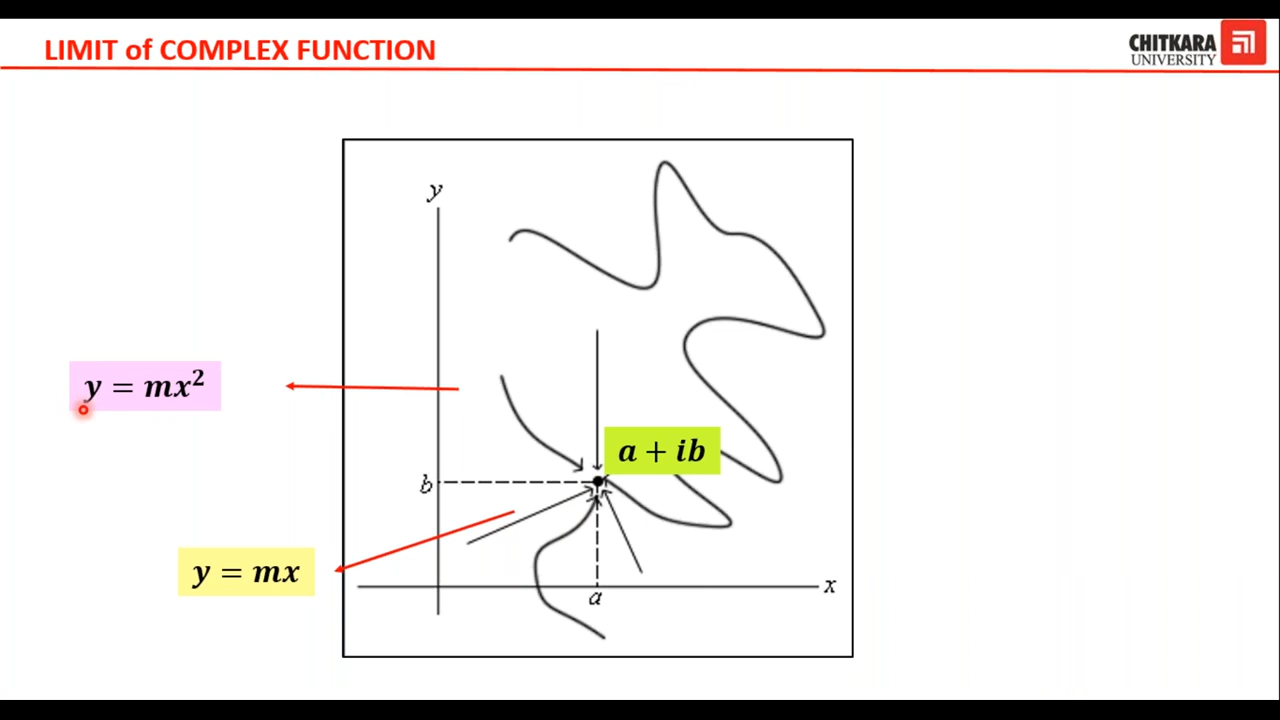 LIMIT of COMPLEX FUNCTION
CHITKARA
UNIVERSITY
y
y = mx²
a + ib
b
y = mx
a
x